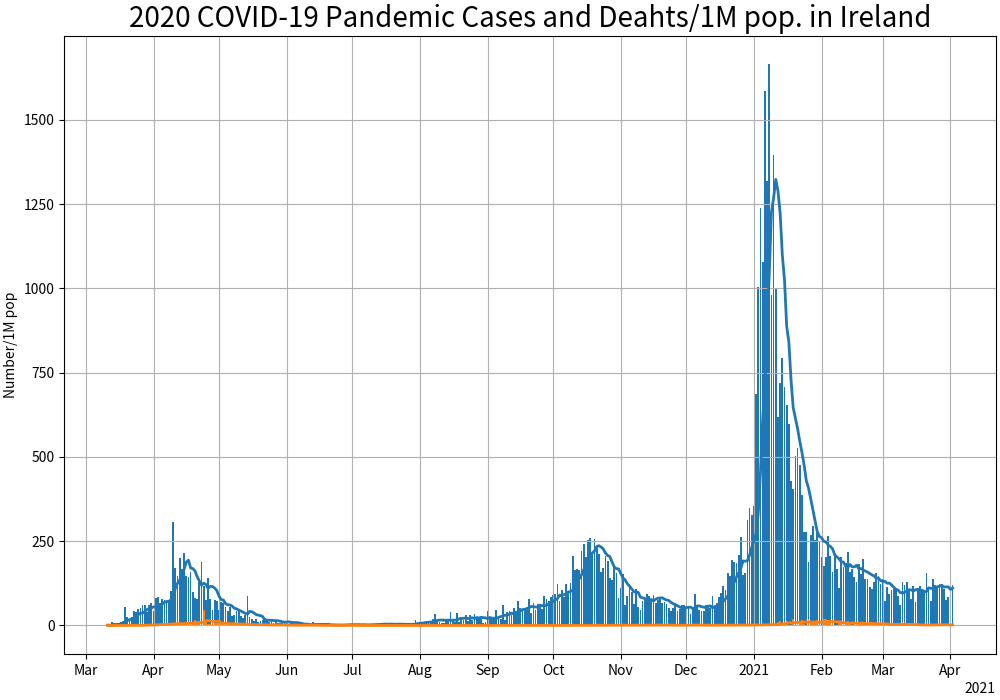 2020 COVID-19 Pandemic Cases and Deahts/1M pop. in Ireland
Number/1M pop
1500
1250
1000
750
500
250
0
Mar Apr May Jun Jul Aug Sep Oct Nov Dec 2021 Feb Mar Apr
2021